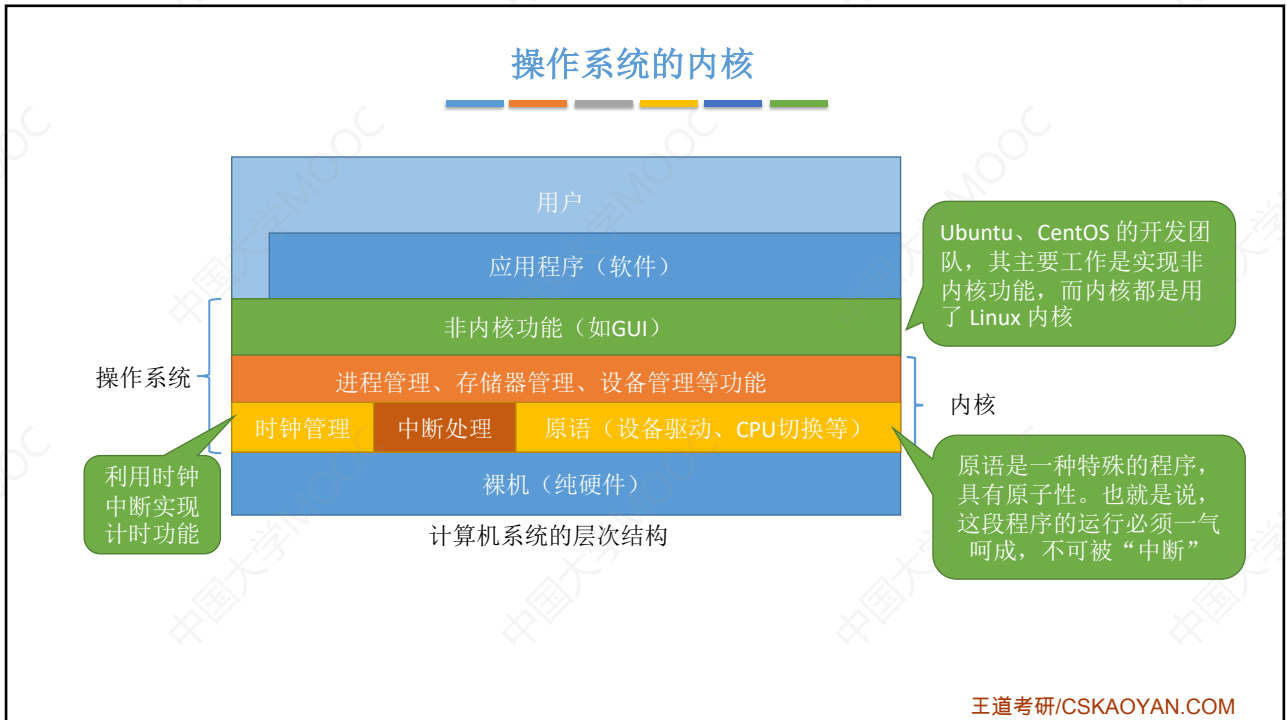 操作系统的内核
用户
应用程序（软件）
非内核功能（如GUI）
进程管理、存储器管理、设备管理等功能
时钟管理
中断处理
原语（设备驱动、CPU切换等）
裸机（纯硬件）
计算机系统的层次结构
操作系统
内核
利用时钟
中断实现
计时功能
Ubuntu、CentOS 的开发团
队，其主要工作是实现非
内核功能，而内核都是用
了 Linux 内核
原语是一种特殊的程序，
具有原子性。也就是说，
这段程序的运行必须一气
呵成，不可被“中断”
王道考研/CSKAOYAN.COM
中国大学MOOC